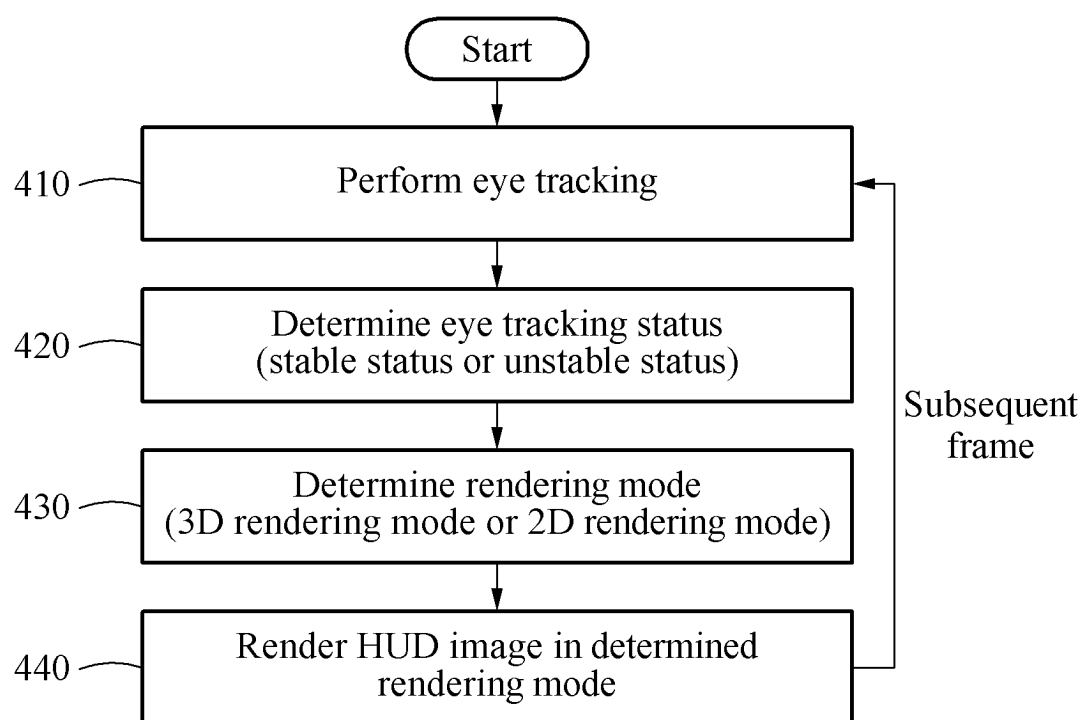 Start
410
Perform eye tracking
420
Determine eye tracking status
(stable status or unstable status)
Subsequent
frame
430
Determine rendering mode
(3D rendering mode or 2D rendering mode)
440
Render HUD image in determined
rendering mode